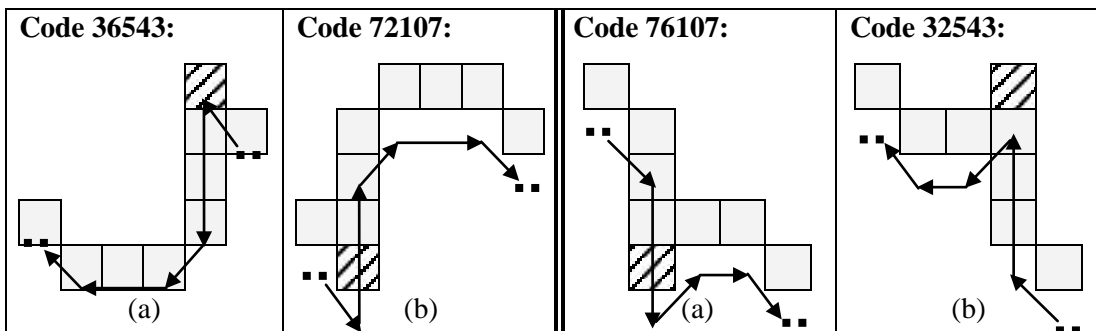 Code 36543:
Code 72107:
Code 76107:
Code 32543:
(a)
(b)
(a)
(b)